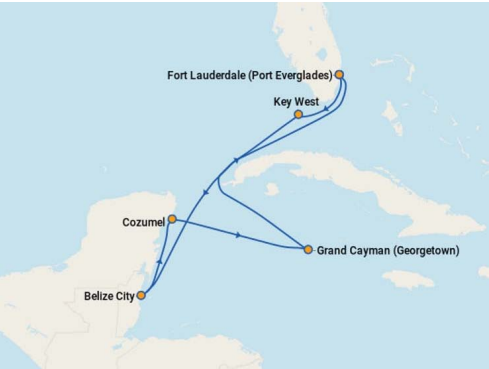 Fort Lauderdale (Port Everglades)
Key West
Cozumel
Grand Cayman (Georgetown)
Belize City